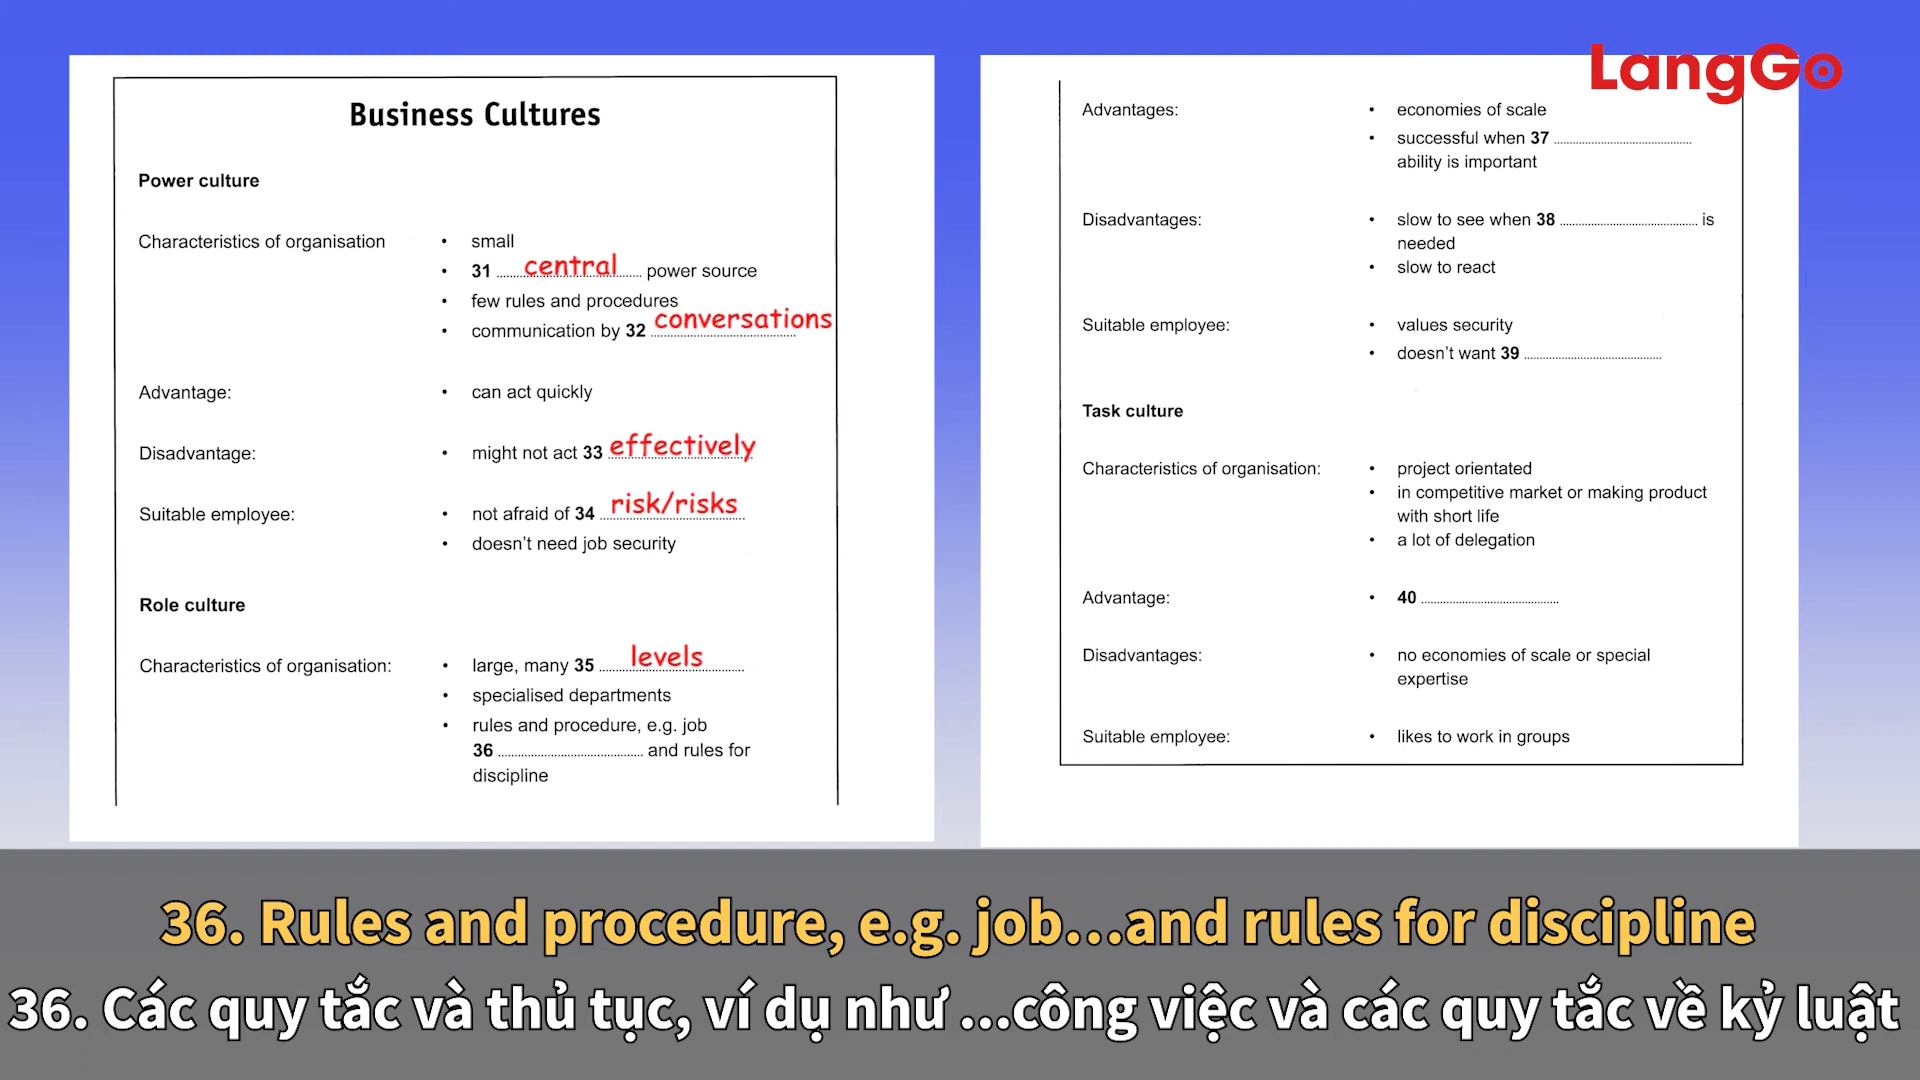 LangGo
Business Cultures
Power culture
Characteristics of organisation
• small
• 31 central power source
• few rules and procedures
• communication by 32 conversations
Advantage:
• can act quickly
Disadvantage:
• might not act 33 effectively
Suitable employee:
• not afraid of 34 risk/risks
• doesn't need job security
Role culture
Characteristics of organisation:
• large, many 35 levels
• specialised departments
• rules and procedure, e.g. job
36 ........ and rules for
discipline
Advantages:
• economies of scale
• successful when 37 ........
ability is important
Disadvantages:
• slow to see when 38 ........ is
needed
• slow to react
Suitable employee:
• values security
• doesn't want 39 ........
Task culture
Characteristics of organisation:
• project orientated
• in competitive market or making product
with short life
• a lot of delegation
Advantage:
• 40 ........
Disadvantages:
• no economies of scale or special
expertise
Suitable employee:
• likes to work in groups
36. Rules and procedure, e.g. job...and rules for discipline
36. Các quy tắc và thủ tục, ví dụ như ...công việc và các quy tắc về kỷ luật